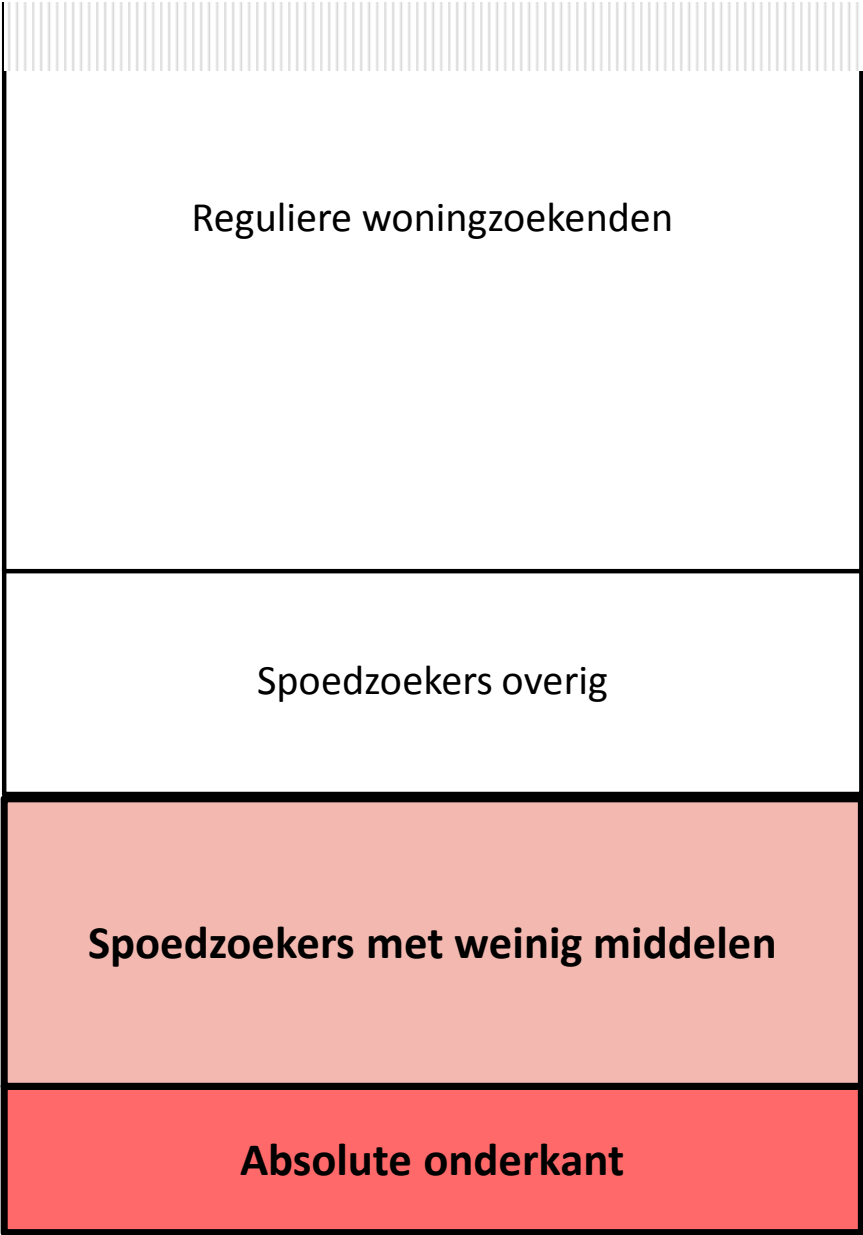 Reguliere woningzoekenden
Spoedzoekers overig
Spoedzoekers met weinig middelen
Absolute onderkant